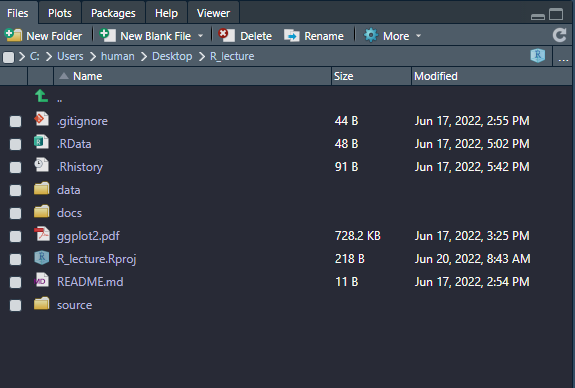 Files Plots Packages Help Viewer
New Folder New Blank File Delete Rename More
C: Users human Desktop R_lecture R ...
Name Size Modified
..
.gitignore 44 B Jun 17, 2022, 2:55 PM
.RData 48 B Jun 17, 2022, 5:02 PM
.Rhistory 91 B Jun 17, 2022, 5:42 PM
data
docs
ggplot2.pdf 728.2 KB Jun 17, 2022, 3:25 PM
R_lecture.Rproj 218 B Jun 20, 2022, 8:43 AM
README.md 11 B Jun 17, 2022, 2:54 PM
source